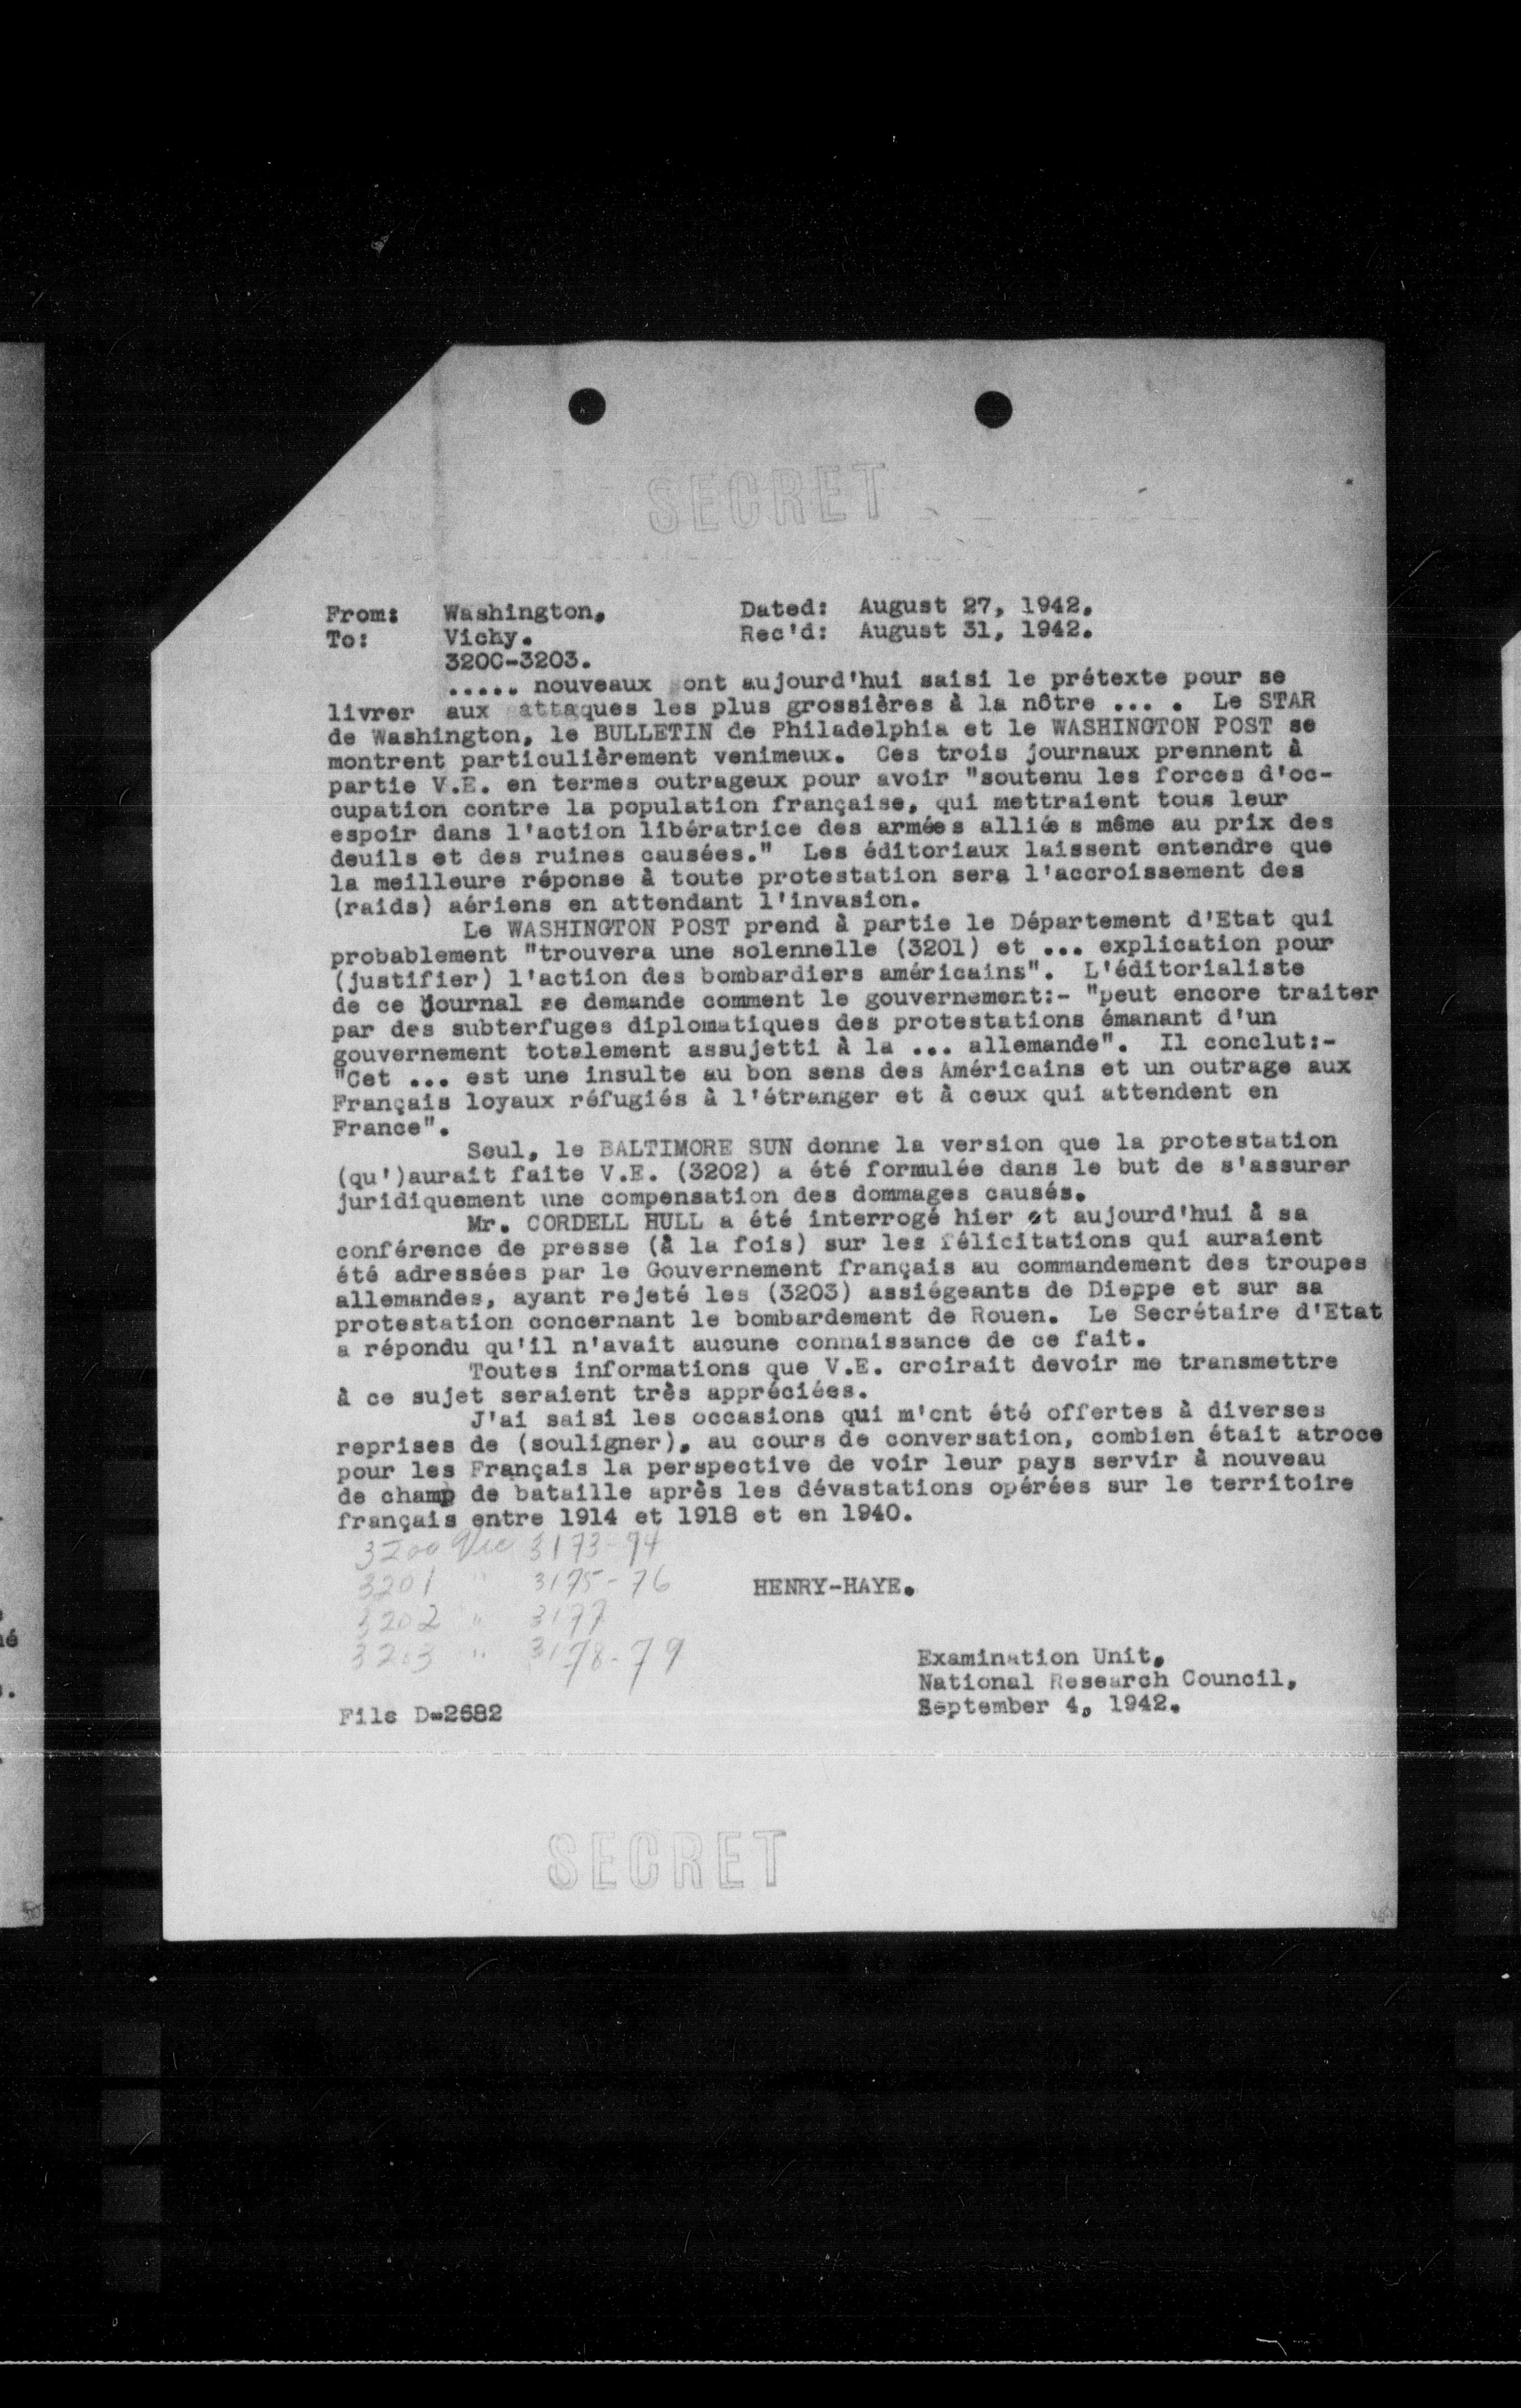 SECRET
From: Washington, Dated: August 27, 1942.
To: Vichy. Rec'd: August 31, 1942.
320C-3203.
..... nouveaux ont aujourd'hui saisi le prétexte pour se
livrer aux attaques les plus grossières à la nôtre ... . Le STAR
de Washington, le BULLETIN de Philadelphia et le WASHINGTON POST se
montrent particulièrement venimeux. Ces trois journaux prennent à
partie V.E. en termes outrageux pour avoir "soutenu les forces d'oc-
cupation contre la population française, qui mettraient tous leur
espoir dans l'action libératrice des armées alliées même au prix des
deuils et des ruines causées." Les éditoriaux laissent entendre que
la meilleure réponse à toute protestation sera l'accroissement des
(raids) aériens en attendant l'invasion.
Le WASHINGTON POST prend à partie le Département d'Etat qui
probablement "trouvera une solennelle (3201) et ... explication pour
(justifier) l'action des bombardiers américains". L'éditorialiste
de ce journal se demande comment le gouvernement:- "peut encore traiter
par des subterfuges diplomatiques des protestations émanant d'un
gouvernement totalement assujetti à la ... allemande". Il conclut:-
"Cet ... est une insulte au bon sens des Américains et un outrage aux
Français loyaux réfugiés à l'étranger et à ceux qui attendent en
France".
Seul, le BALTIMORE SUN donne la version que la protestation
(qu')aurait faite V.E. (3202) a été formulée dans le but de s'assurer
juridiquement une compensation des dommages causés.
Mr. CORDELL HULL a été interrogé hier et aujourd'hui à sa
conférence de presse (à la fois) sur les félicitations qui auraient
été adressées par le Gouvernement français au commandement des troupes
allemandes, ayant rejeté les (3203) assiégeants de Dieppe et sur sa
protestation concernant le bombardement de Rouen. Le Secrétaire d'Etat
a répondu qu'il n'avait aucune connaissance de ce fait.
Toutes informations que V.E. croirait devoir me transmettre
à ce sujet seraient très appréciées.
J'ai saisi les occasions qui m'ont été offertes à diverses
reprises de (souligner), au cours de conversation, combien était atroce
pour les Français la perspective de voir leur pays servir à nouveau
de champ de bataille après les dévastations opérées sur le territoire
français entre 1914 et 1918 et en 1940.
3200 Vic 3173-74
3201 " 3175-76
HENRY-HAYE.
3202 " 3177
3203 " 3178-79
Examination Unit,
National Research Council,
September 4, 1942.
File D-2682
SECRET